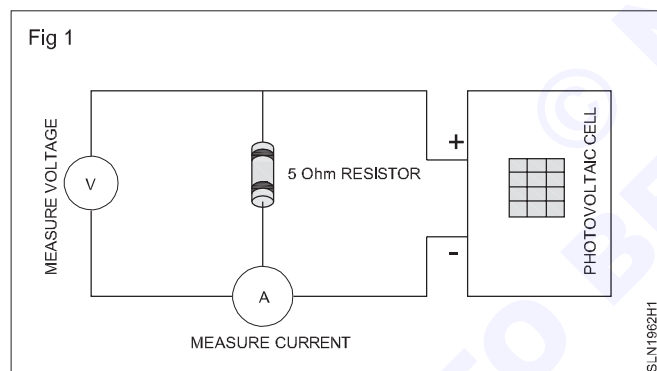 Fig 1
MEASURE VOLTAGE
V
5 Ohm RESISTOR
+
-
PHOTOVOLTAIC CELL
A
MEASURE CURRENT
SLN1962H1